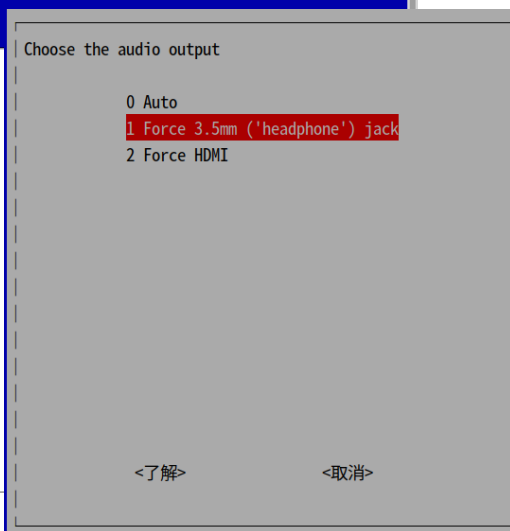 Choose the audio output
0 Auto
1 Force 3.5mm ('headphone') jack
2 Force HDMI
<了解> <取消>